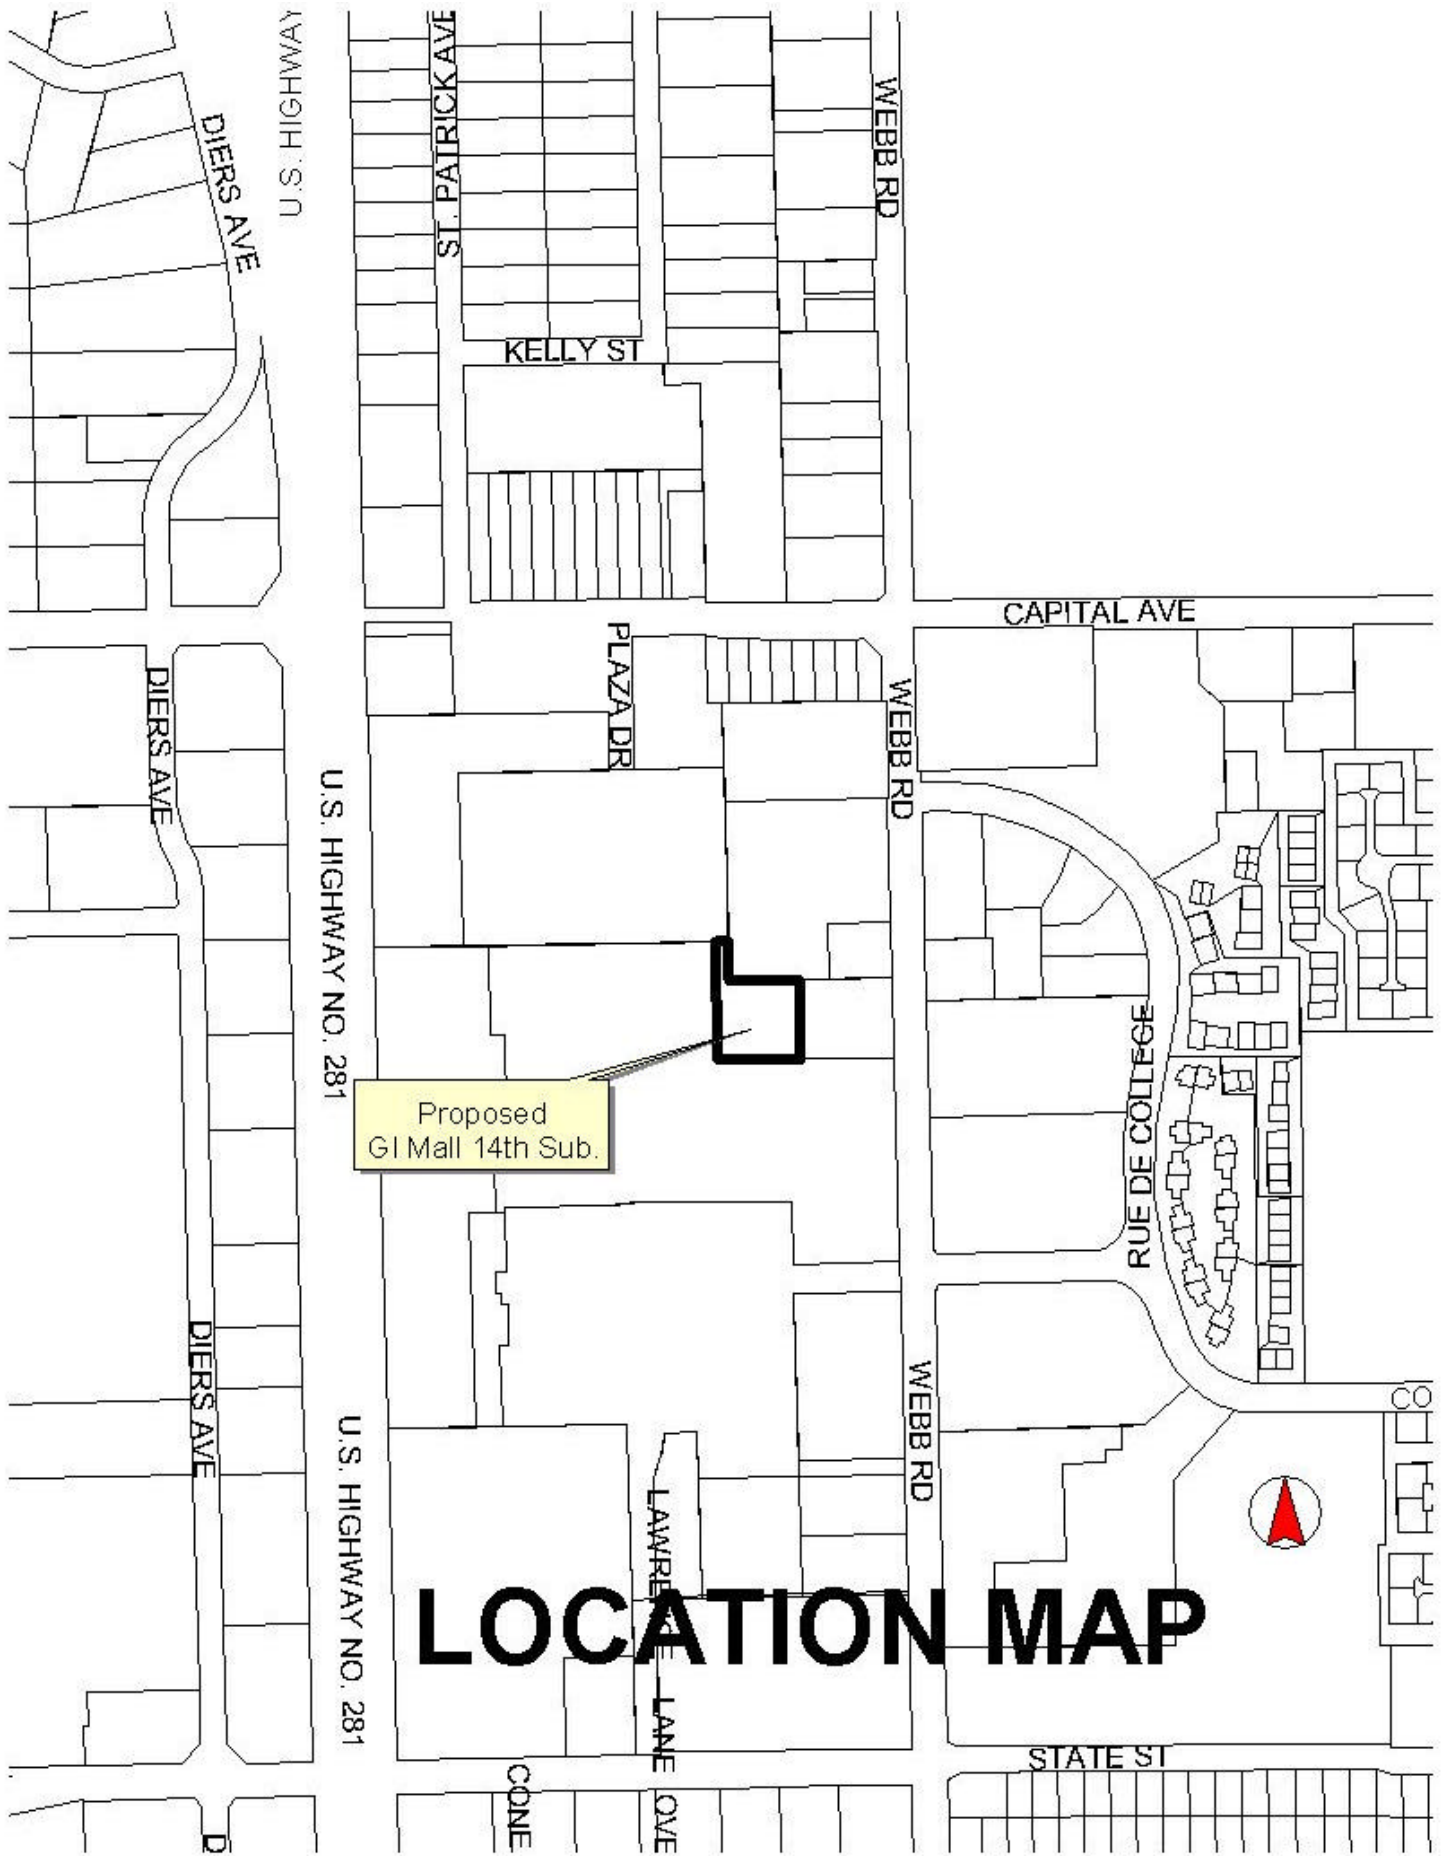 U.S. HIGHWAY
ST. PATRICK AVE
WEBB RD
DIERS AVE
KELLY ST
CAPITAL AVE
PLAZA DR
DIERS AVE
WEBB RD
U.S. HIGHWAY NO. 281
RUE DE COLLEGE
Proposed
GI Mall 14th Sub.
DIERS AVE
WEBB RD
CO
U.S. HIGHWAY NO. 281
LAWRENCE LANE
LOCATION MAP
STATE ST
CONE
OVE
D